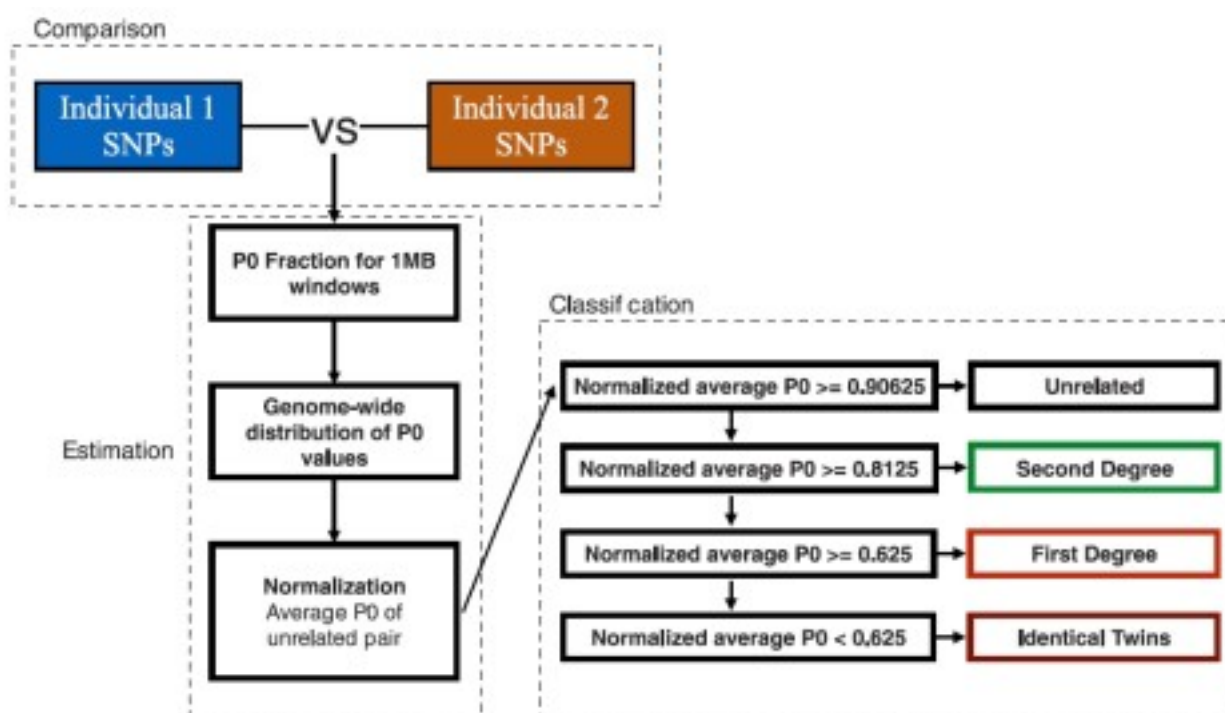 Comparison
Individual 1
SNPs
VS
Individual 2
SNPs
P0 Fraction for 1MB
windows
Genome-wide
distribution of P0
values
Estimation
Normalization
Average P0 of
unrelated pair
Classif cation
Normalized average P0 >= 0.90625
Unrelated
Normalized average P0 >= 0.8125
Second Degree
Normalized average P0 >= 0.625
First Degree
Normalized average P0 < 0.625
Identical Twins